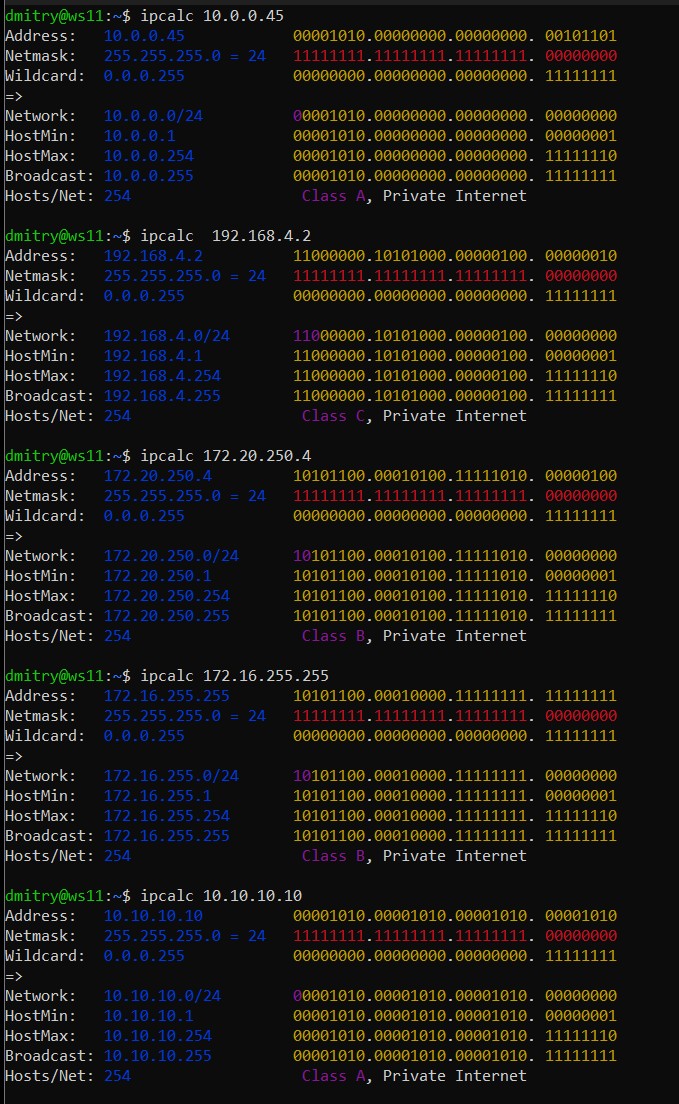 dmitry@ws11:~$ ipcalc 10.0.0.45
Address:   10.0.0.45            00001010.00000000.00000000. 00101101
Netmask:   255.255.255.0 = 24   11111111.11111111.11111111. 00000000
Wildcard:  0.0.0.255            00000000.00000000.00000000. 11111111
=>
Network:   10.0.0.0/24          00001010.00000000.00000000. 00000000
HostMin:   10.0.0.1             00001010.00000000.00000000. 00000001
HostMax:   10.0.0.254           00001010.00000000.00000000. 11111110
Broadcast: 10.0.0.255           00001010.00000000.00000000. 11111111
Hosts/Net: 254                   Class A, Private Internet

dmitry@ws11:~$ ipcalc  192.168.4.2
Address:   192.168.4.2          11000000.10101000.00000100. 00000010
Netmask:   255.255.255.0 = 24   11111111.11111111.11111111. 00000000
Wildcard:  0.0.0.255            00000000.00000000.00000000. 11111111
=>
Network:   192.168.4.0/24       11000000.10101000.00000100. 00000000
HostMin:   192.168.4.1          11000000.10101000.00000100. 00000001
HostMax:   192.168.4.254        11000000.10101000.00000100. 11111110
Broadcast: 192.168.4.255        11000000.10101000.00000100. 11111111
Hosts/Net: 254                   Class C, Private Internet

dmitry@ws11:~$ ipcalc 172.20.250.4
Address:   172.20.250.4         10101100.00010100.11111010. 00000100
Netmask:   255.255.255.0 = 24   11111111.11111111.11111111. 00000000
Wildcard:  0.0.0.255            00000000.00000000.00000000. 11111111
=>
Network:   172.20.250.0/24      10101100.00010100.11111010. 00000000
HostMin:   172.20.250.1         10101100.00010100.11111010. 00000001
HostMax:   172.20.250.254       10101100.00010100.11111010. 11111110
Broadcast: 172.20.250.255       10101100.00010100.11111010. 11111111
Hosts/Net: 254                   Class B, Private Internet

dmitry@ws11:~$ ipcalc 172.16.255.255
Address:   172.16.255.255       10101100.00010000.11111111. 11111111
Netmask:   255.255.255.0 = 24   11111111.11111111.11111111. 00000000
Wildcard:  0.0.0.255            00000000.00000000.00000000. 11111111
=>
Network:   172.16.255.0/24      10101100.00010000.11111111. 00000000
HostMin:   172.16.255.1         10101100.00010000.11111111. 00000001
HostMax:   172.16.255.254       10101100.00010000.11111111. 11111110
Broadcast: 172.16.255.255       10101100.00010000.11111111. 11111111
Hosts/Net: 254                   Class B, Private Internet

dmitry@ws11:~$ ipcalc 10.10.10.10
Address:   10.10.10.10          00001010.00001010.00001010. 00001010
Netmask:   255.255.255.0 = 24   11111111.11111111.11111111. 00000000
Wildcard:  0.0.0.255            00000000.00000000.00000000. 11111111
=>
Network:   10.10.10.0/24        00001010.00001010.00001010. 00000000
HostMin:   10.10.10.1           00001010.00001010.00001010. 00000001
HostMax:   10.10.10.254         00001010.00001010.00001010. 11111110
Broadcast: 10.10.10.255         00001010.00001010.00001010. 11111111
Hosts/Net: 254                   Class A, Private Internet